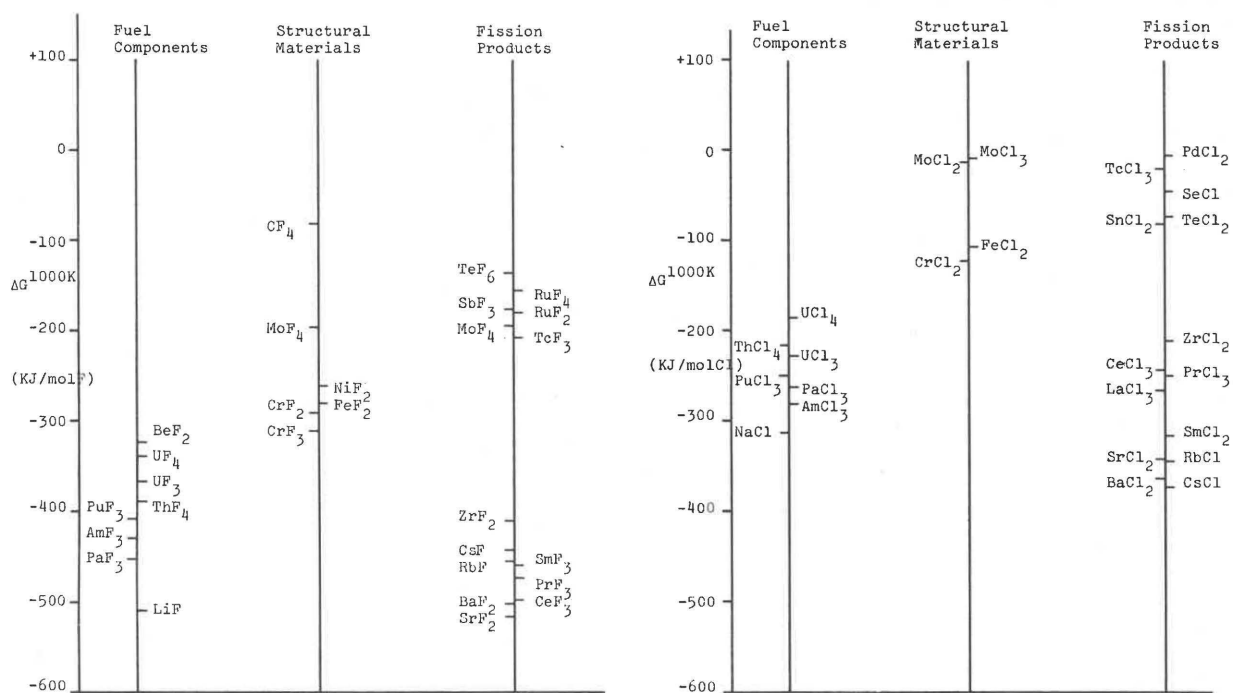 Fuel
Components
Structural
Materials
Fission
Products
+100
0
-100
ΔG1000K
-200
(KJ/molF)
-300
-400
-500
-600
BeF2
UF4
UF3
PuF3
ThF4
AmF3
PaF3
LiF
CF4
MoF4
NiF2
CrF2
FeF2
CrF3
TeF6
RuF4
SbF3
RuF2
MoF4
TcF3
ZrF2
CsF
SmF3
RbF
PrF3
BaF2
CeF3
SrF2
Fuel
Components
Structural
Materials
Fission
Products
+100
0
-100
ΔG1000K
-200
(KJ/molCl)
-300
-400
-500
-600
UCl4
ThCl4
UCl3
PuCl3
PaCl3
AmCl3
NaCl
MoCl2
MoCl3
FeCl2
CrCl2
PdCl2
TcCl3
SeCl
SnCl2
TeCl2
ZrCl2
CeCl3
PrCl3
LaCl3
SmCl2
SrCl2
RbCl
BaCl2
CsCl